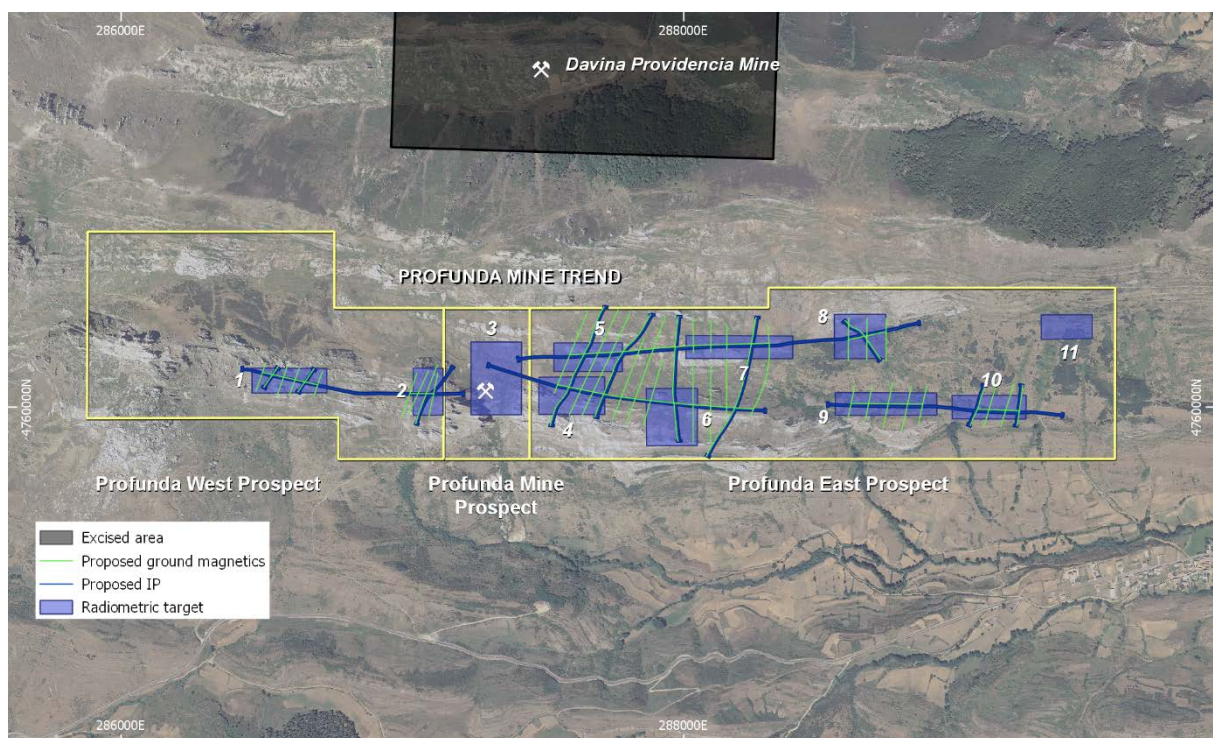 286000E
288000E
Davina Providencia Mine
PROFUNDA MINE TREND
3
5
8
11
1
2
7
10
4
6
9
4760000N
4760000N
Profunda West Prospect
Profunda Mine
Prospect
Profunda East Prospect
Excised area
Proposed ground magnetics
Proposed IP
Radiometric target
286000E
288000E